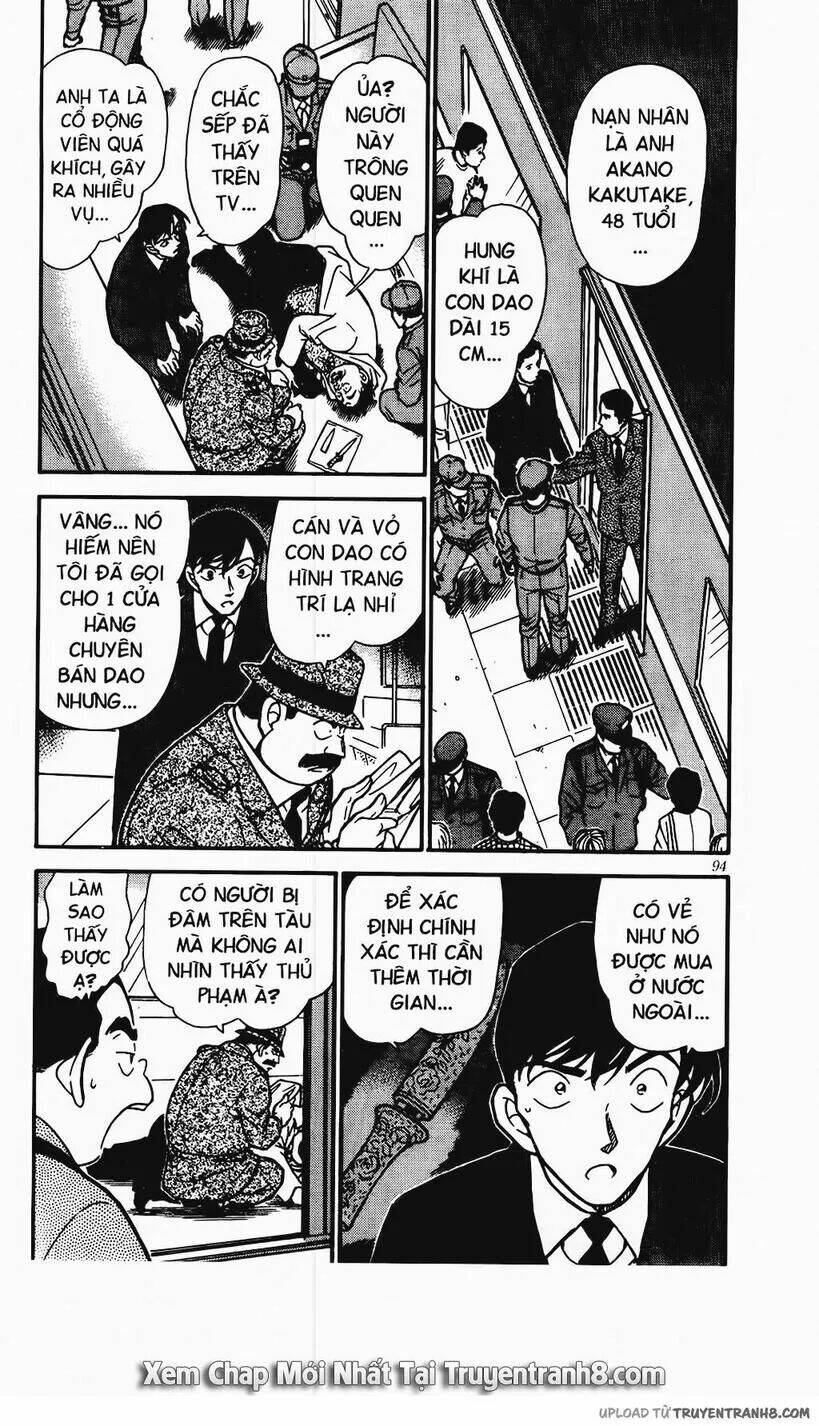 NẠN NHÂN
LÀ ANH
AKANO
KAKUTAKE,
48 TUỔI
...
HUNG
KHÍ LÀ
CON DAO
DÀI 15
CM...
ỦA?
NGƯỜI
NÀY
TRÔNG
QUEN
QUEN
...
CHẮC
SẾP ĐÃ
THẤY
TRÊN
TV...
ANH TA LÀ
CỔ ĐỘNG
VIÊN QUÁ
KHÍCH, GÂY
RA NHIỀU
VỤ...
CÁN VÀ VỎ
CON DAO CÓ
HÌNH TRANG
TRÍ LẠ NHỈ
...
VÂNG... NÓ
HIẾM NÊN
TÔI ĐÃ GỌI
CHO 1 CỬA
HÀNG
CHUYÊN
BÁN DAO
NHƯNG...
94
CÓ VẺ
NHƯ NÓ
ĐƯỢC MUA
Ở NƯỚC
NGOÀI...
ĐỂ XÁC
ĐỊNH CHÍNH
XÁC THÌ CẦN
THÊM THỜI
GIAN...
CÓ NGƯỜI BỊ
ĐÂM TRÊN TÀU
MÀ KHÔNG AI
NHÌN THẤY THỦ
PHẠM À?
LÀM
SAO
THẤY
ĐƯỢC
Ạ?
Xem Chap Mới Nhất Tại Truyentranh8.com
UPLOAD TỪ TRUYENTRANH8.COM